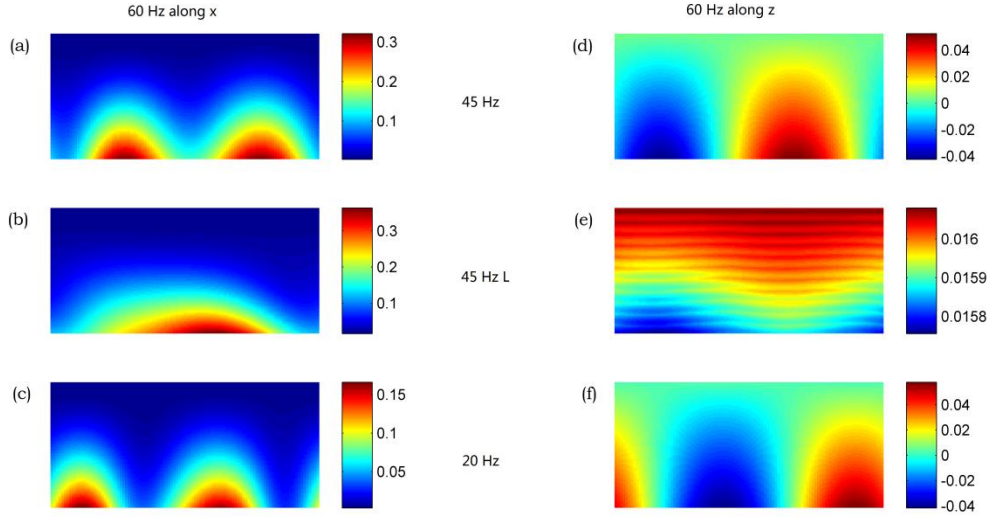 60 Hz along x
60 Hz along z
(a)
0.3
0.2
0.1
45 Hz
(d)
0.04
0.02
0
-0.02
-0.04
(b)
0.3
0.2
0.1
45 Hz L
(e)
0.016
0.0159
0.0158
(c)
0.15
0.1
0.05
20 Hz
(f)
0.04
0.02
0
-0.02
-0.04